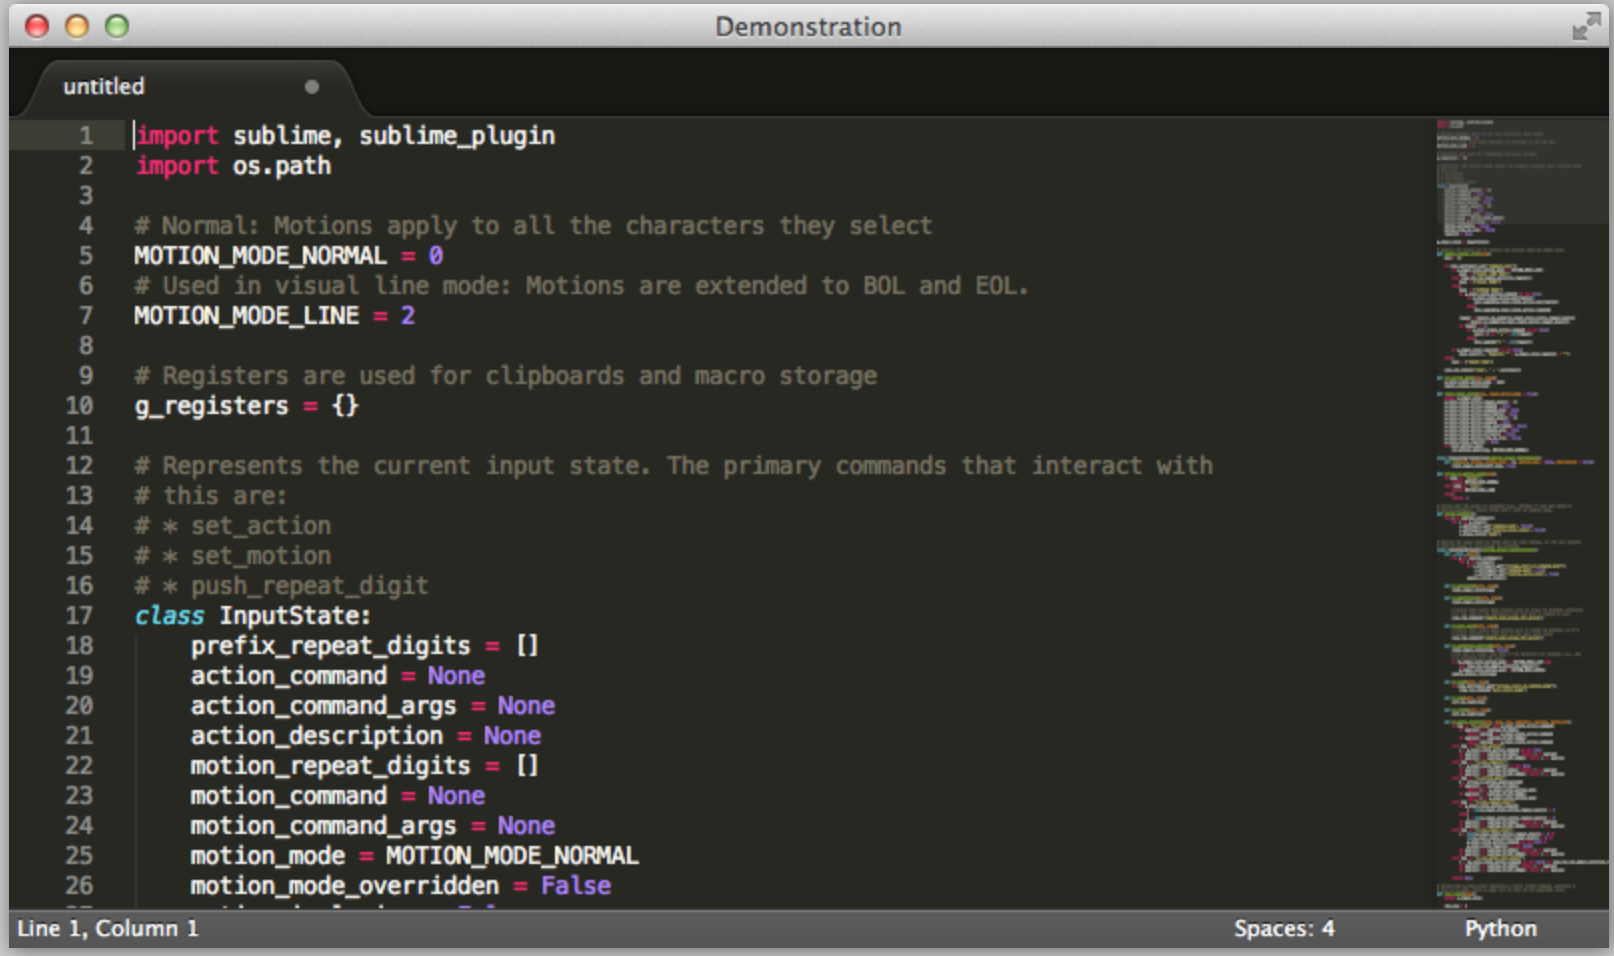 Demonstration
untitled
1 import sublime, sublime_plugin
2 import os.path
3
4 # Normal: Motions apply to all the characters they select
5 MOTION_MODE_NORMAL = 0
6 # Used in visual line mode: Motions are extended to BOL and EOL.
7 MOTION_MODE_LINE = 2
8
9 # Registers are used for clipboards and macro storage
10 g_registers = {}
11
12 # Represents the current input state. The primary commands that interact with
13 # this are:
14 # * set_action
15 # * set_motion
16 # * push_repeat_digit
17 class InputState:
18     prefix_repeat_digits = []
19     action_command = None
20     action_command_args = None
21     action_description = None
22     motion_repeat_digits = []
23     motion_command = None
24     motion_command_args = None
25     motion_mode = MOTION_MODE_NORMAL
26     motion_mode_overridden = False
Line 1, Column 1
Spaces: 4
Python